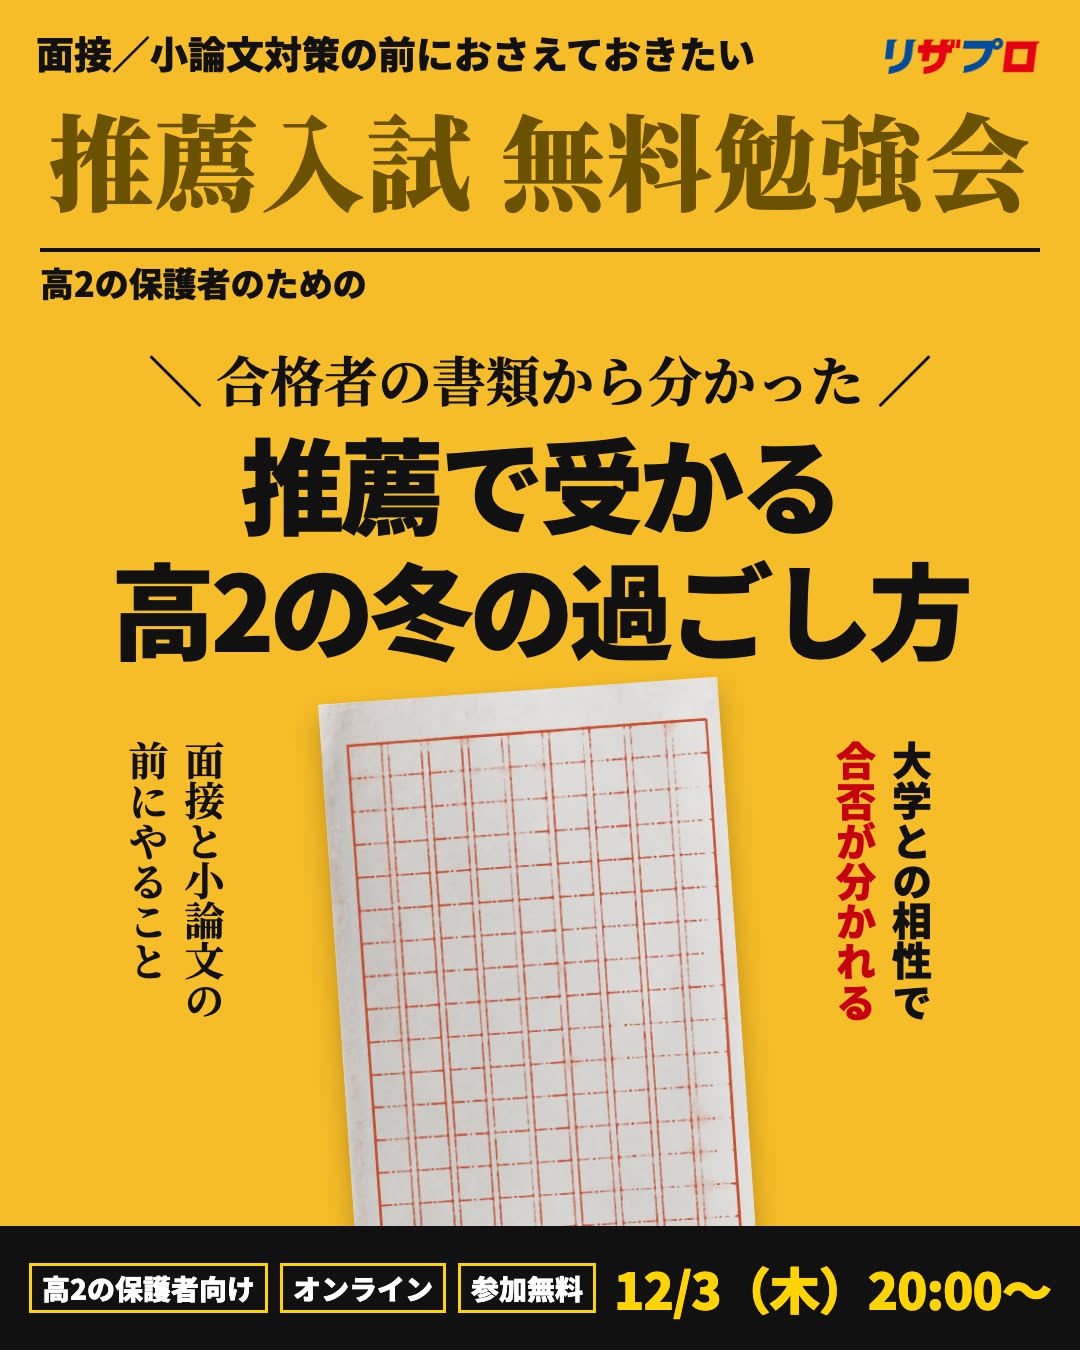 面接／小論文対策の前におさえておきたい
リザプロ
推薦入試 無料勉強会
高2の保護者のための
＼ 合格者の書類から分かった ／
推薦で受かる
高2の冬の過ごし方
大学との相性で
合否が分かれる
面接と小論文の
前にやること
高2の保護者向け
オンライン
参加無料
12/3（木）20:00〜